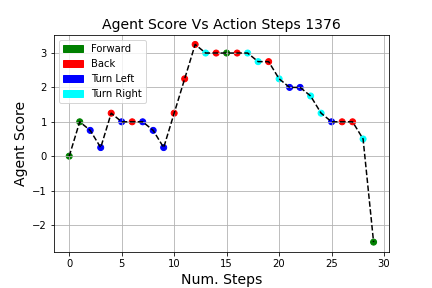 Agent Score Vs Action Steps 1376
Forward
Back
Turn Left
Turn Right
Agent Score
3
2
1
0
−1
−2
0 5 10 15 20 25 30
Num. Steps